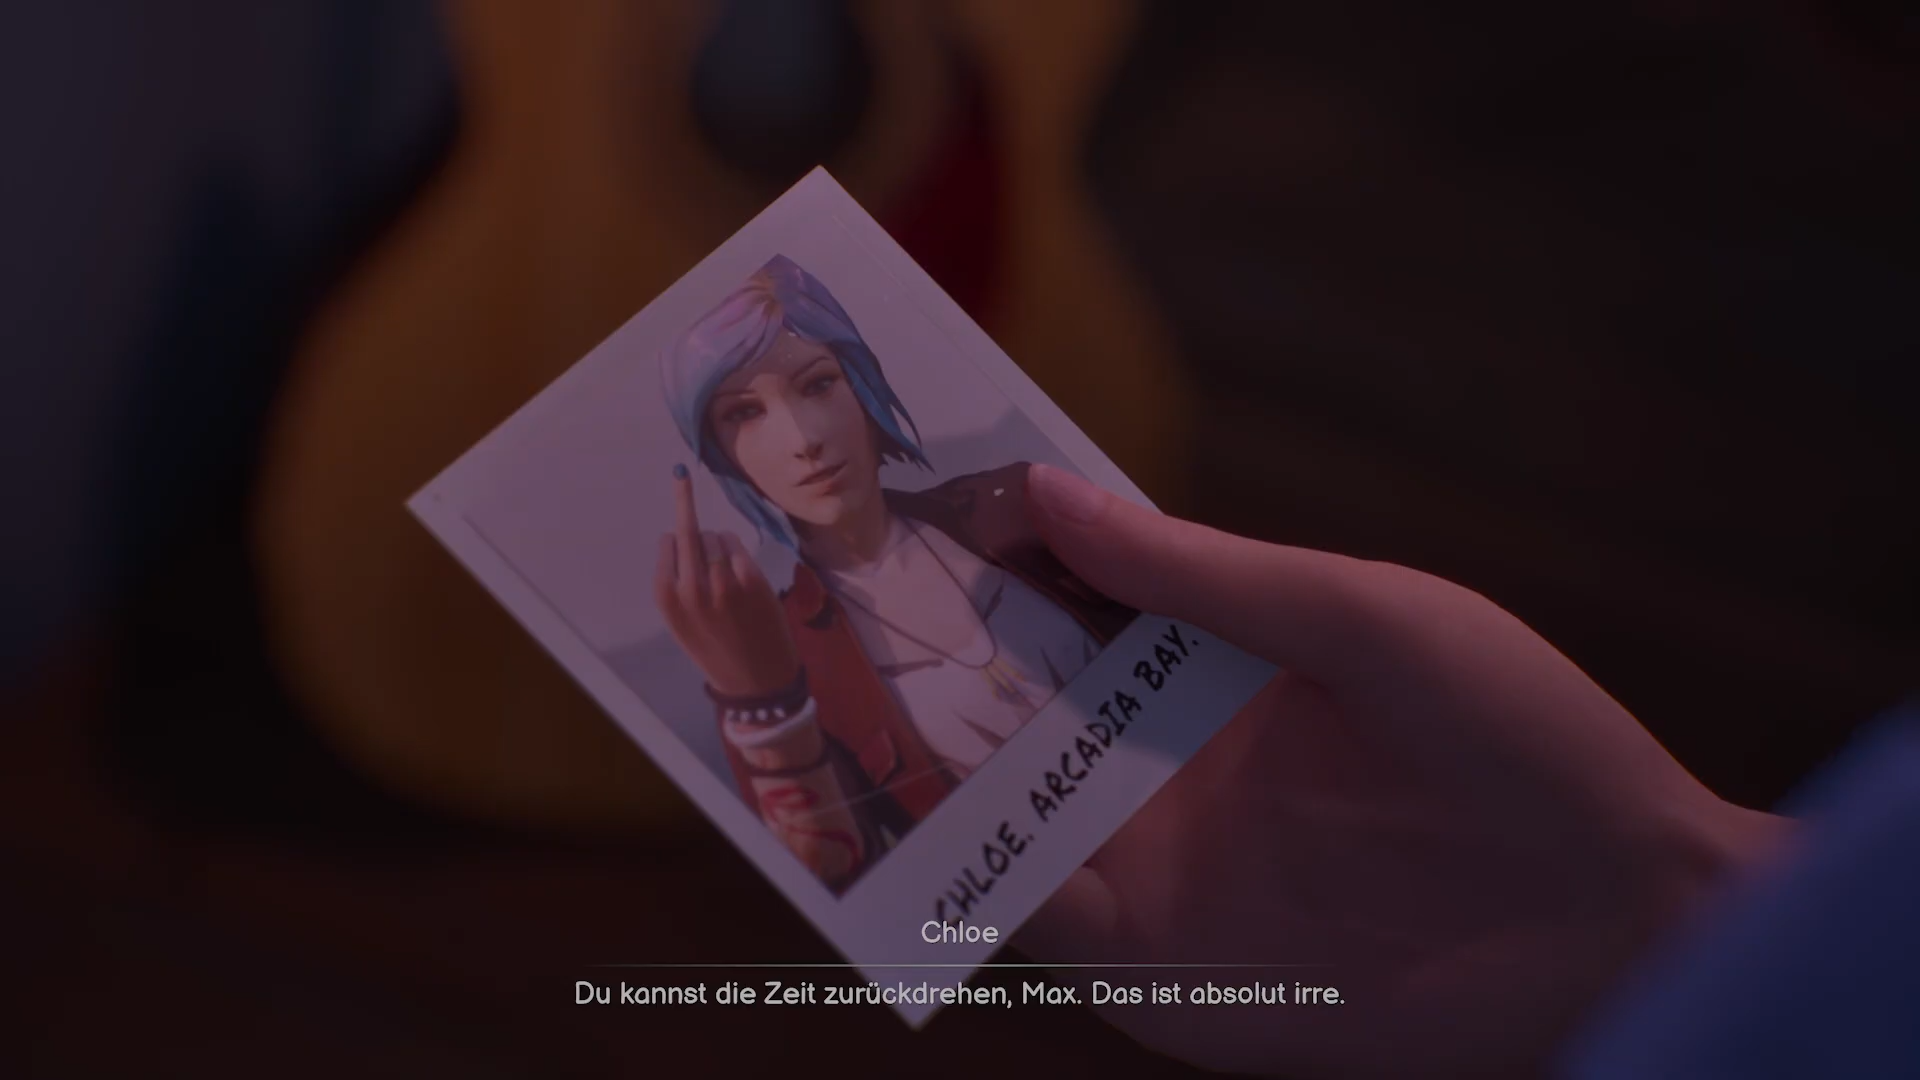 CHLOE. ARCADIA BAY.
Chloe
Du kannst die Zeit zurückdrehen, Max. Das ist absolut irre.